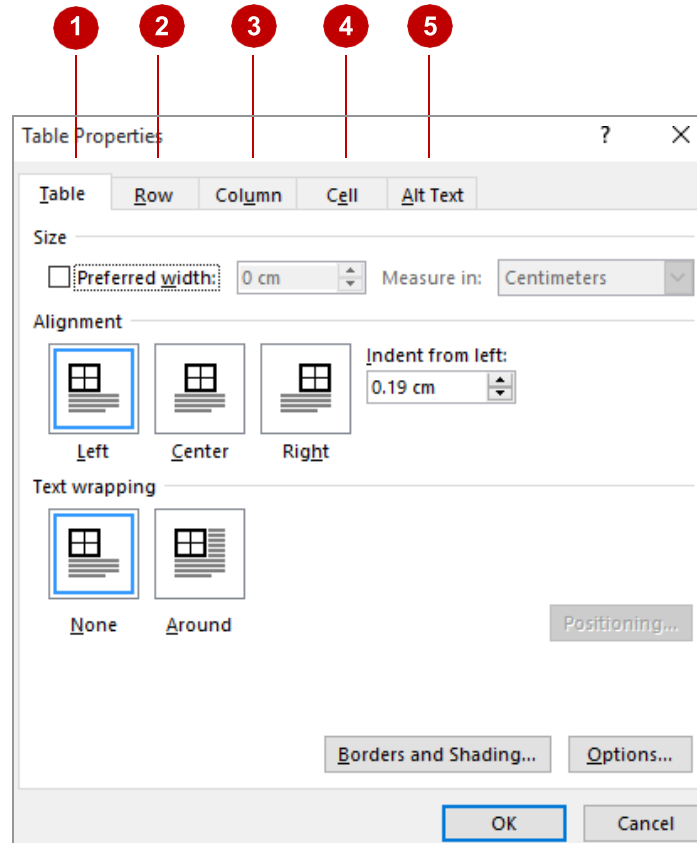 1 2 3 4 5
Table Properties ? ✕
Table Row Column Cell Alt Text
Size
Preferred width: 0 cm Measure in: Centimeters
Alignment
Indent from left:
0.19 cm
Left Center Right
Text wrapping
None Around
Positioning...
Borders and Shading... Options...
OK Cancel